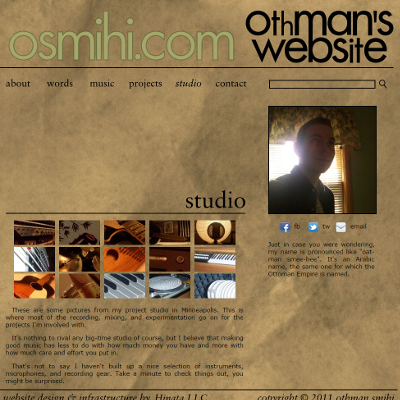 osmihi.com
othman's
website
about words music projects studio contact
studio
fb tw email
Just in case you were wondering,
my name is pronounced like "oat-
man smee-hee". It's an Arabic
name, the same one for which the
Ottoman Empire is named.
These are some pictures from my project studio in Minneapolis. This is
where most of the recording, mixing, and experimentation go on for the
projects I'm involved with.
It's nothing to rival any big-time studio of course, but I believe that making
good music has less do to with how much money you have and more with
how much care and effort you put in.
That's not to say I haven't built up a nice selection of instruments,
microphones, and recording gear. Take a minute to check things out, you
might be surprised.
website design & infrastructure by Hinata LLC
copyright © 2011 othman smihi